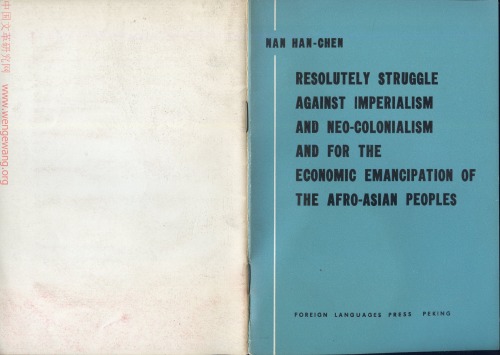 中国文革研究网 www.wengewang.org
NAN HAN-CHEN
RESOLUTELY STRUGGLE
AGAINST IMPERIALISM
AND NEO-COLONIALISM
AND FOR THE
ECONOMIC EMANCIPATION OF
THE AFRO-ASIAN PEOPLES
FOREIGN LANGUAGES PRESS PEKING